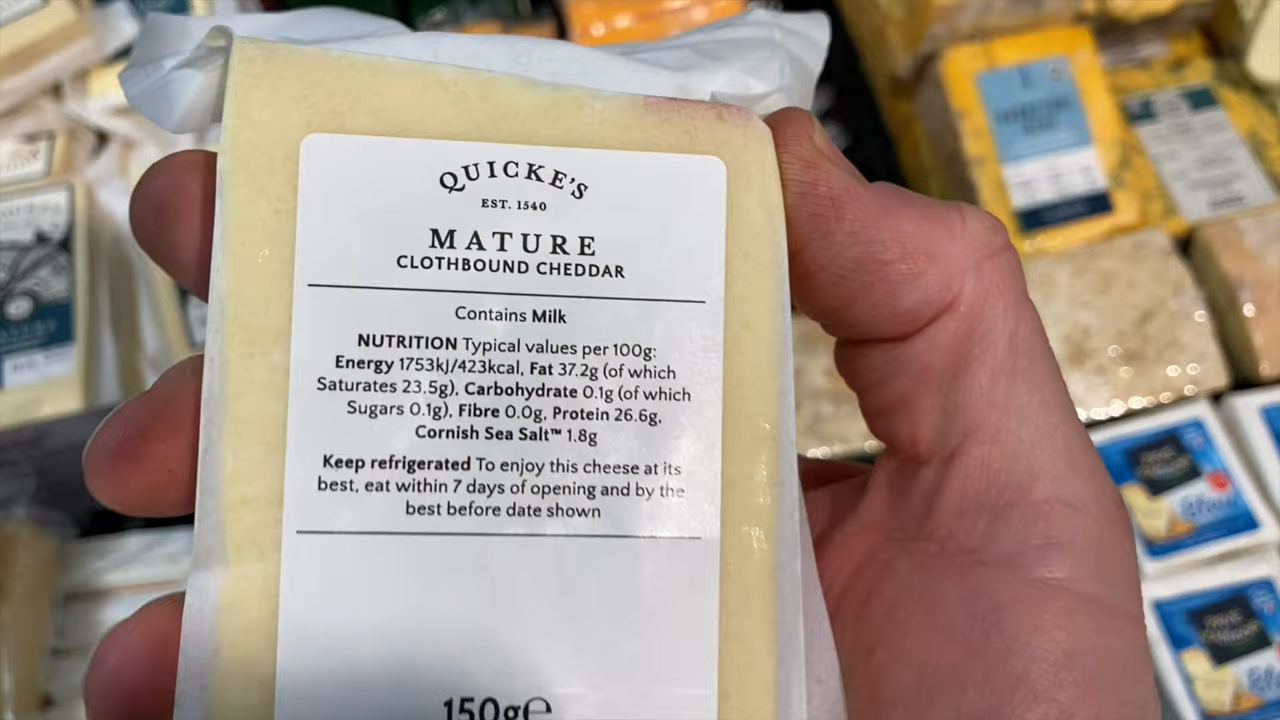 QUICKE'S
EST. 1540
MATURE
CLOTHBOUND CHEDDAR
Contains Milk
NUTRITION Typical values per 100g:
Energy 1753kJ/423kcal, Fat 37.2g (of which
Saturates 23.5g), Carbohydrate 0.1g (of which
Sugars 0.1g), Fibre 0.0g, Protein 26.6g,
Cornish Sea Salt™ 1.8g
Keep refrigerated To enjoy this cheese at its
best, eat within 7 days of opening and by the
best before date shown
150g℮